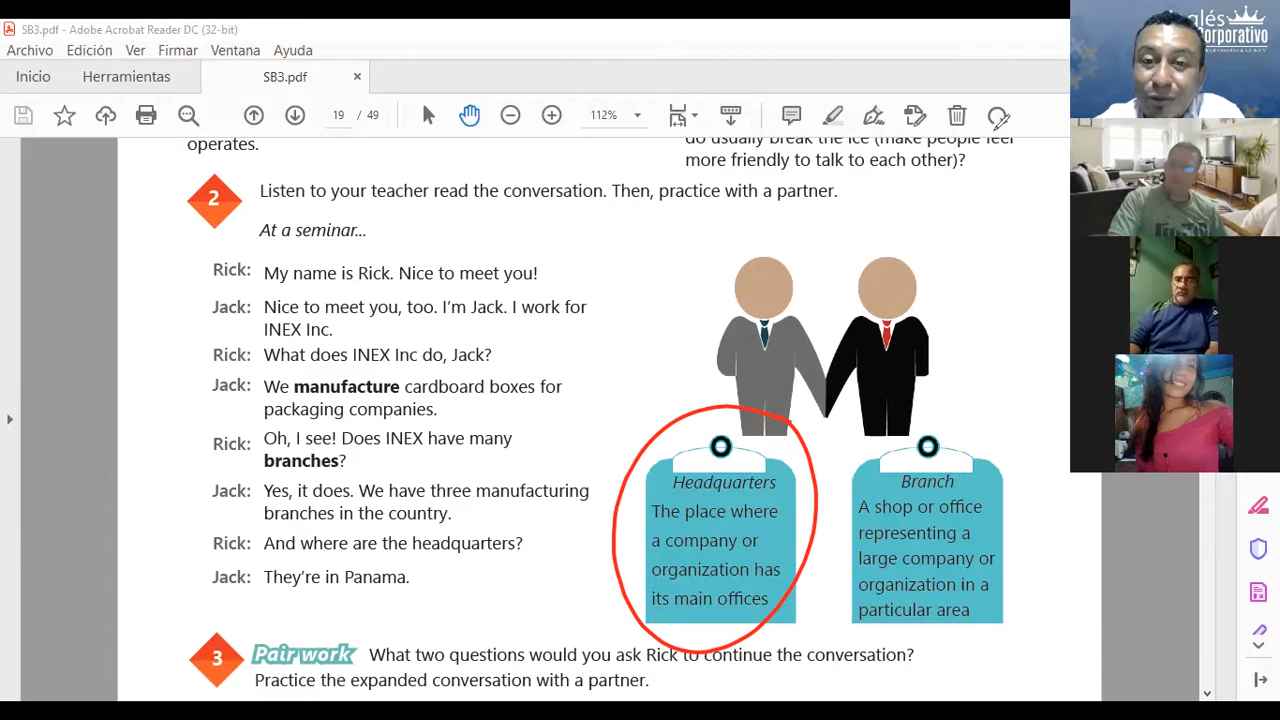 SB3.pdf - Adobe Acrobat Reader DC (32-bit)
Archivo Edición Ver Firmar Ventana Ayuda
Inicio Herramientas SB3.pdf ×
19 / 49 112%
operates.
do usually break the ice (make people feel
more friendly to talk to each other)?
2 Listen to your teacher read the conversation. Then, practice with a partner.
At a seminar...
Rick: My name is Rick. Nice to meet you!
Jack: Nice to meet you, too. I'm Jack. I work for
INEX Inc.
Rick: What does INEX Inc do, Jack?
Jack: We manufacture cardboard boxes for
packaging companies.
Rick: Oh, I see! Does INEX have many
branches?
Jack: Yes, it does. We have three manufacturing
branches in the country.
Rick: And where are the headquarters?
Jack: They're in Panama.
Headquarters
The place where
a company or
organization has
its main offices
Branch
A shop or office
representing a
large company or
organization in a
particular area
3 Pair work What two questions would you ask Rick to continue the conversation?
Practice the expanded conversation with a partner.